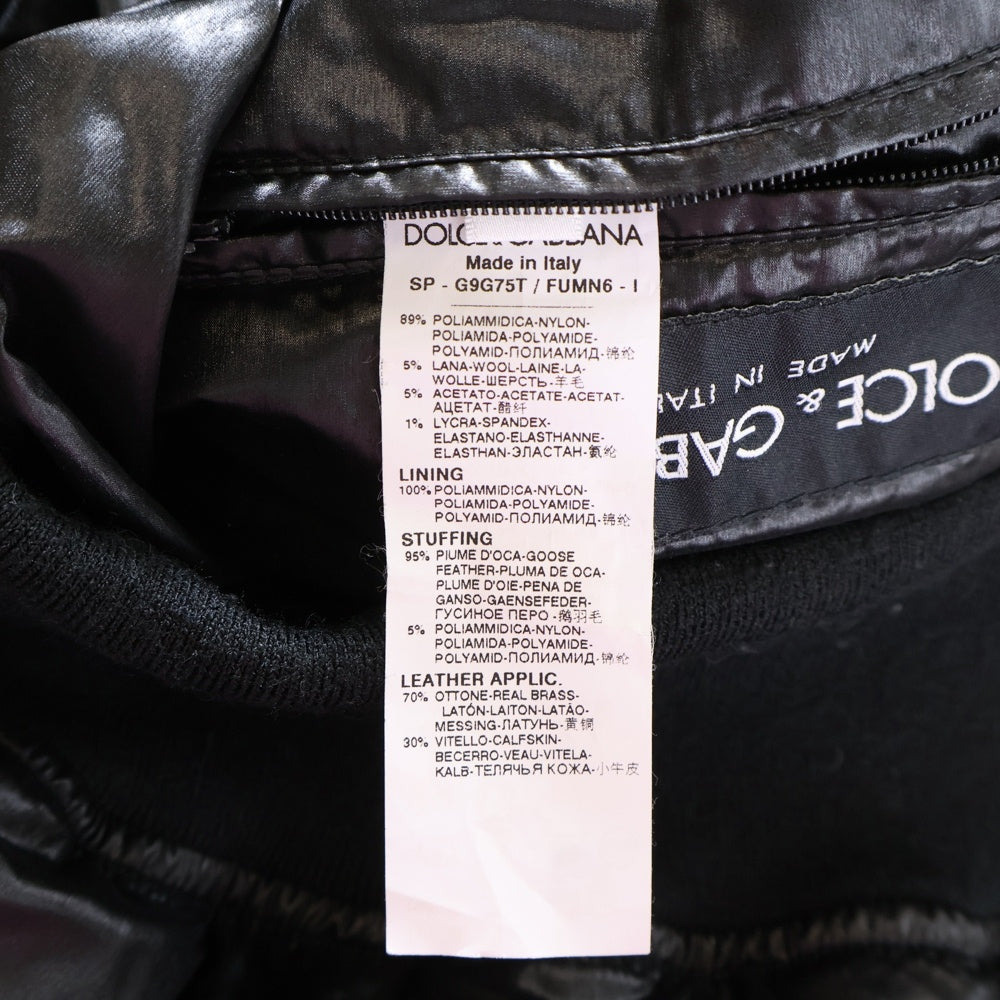 DOLCE & GABBANA
Made in Italy
SP - G9G75T / FUMN6 - I
89% POLIAMMIDICA-NYLON-
POLIAMIDA-POLYAMIDE-
POLYAMID-ПОЛИАМИД-锦纶
5% LANA-WOOL-LAINE-LA-
WOLLE-ШЕРСТЬ-羊毛
5% ACETATO-ACETATE-ACETAT-
АЦЕТАТ-醋纤
1% LYCRA-SPANDEX-
ELASTANO-ELASTHANNE-
ELASTHAN-ЭЛАСТАН-氨纶
LINING
100% POLIAMMIDICA-NYLON-
POLIAMIDA-POLYAMIDE-
POLYAMID-ПОЛИАМИД-锦纶
STUFFING
95% PIUME D'OCA-GOOSE
FEATHER-PLUMA DE OCA-
PLUME D'OIE-PENA DE
GANSO-GAENSEFEDER-
ГУСИНОЕ ПЕРО-鹅羽毛
5% POLIAMMIDICA-NYLON-
POLIAMIDA-POLYAMIDE-
POLYAMID-ПОЛИАМИД-锦纶
LEATHER APPLIC.
70% OTTONE-REAL BRASS-
LATÓN-LAITON-LATÃO-
MESSING-ЛАТУНЬ-黄铜
30% VITELLO-CALFSKIN-
BECERRO-VEAU-VITELA-
KALB-ТЕЛЯЧЬЯ КОЖА-小牛皮
OLCE & GAB
MADE IN ITA